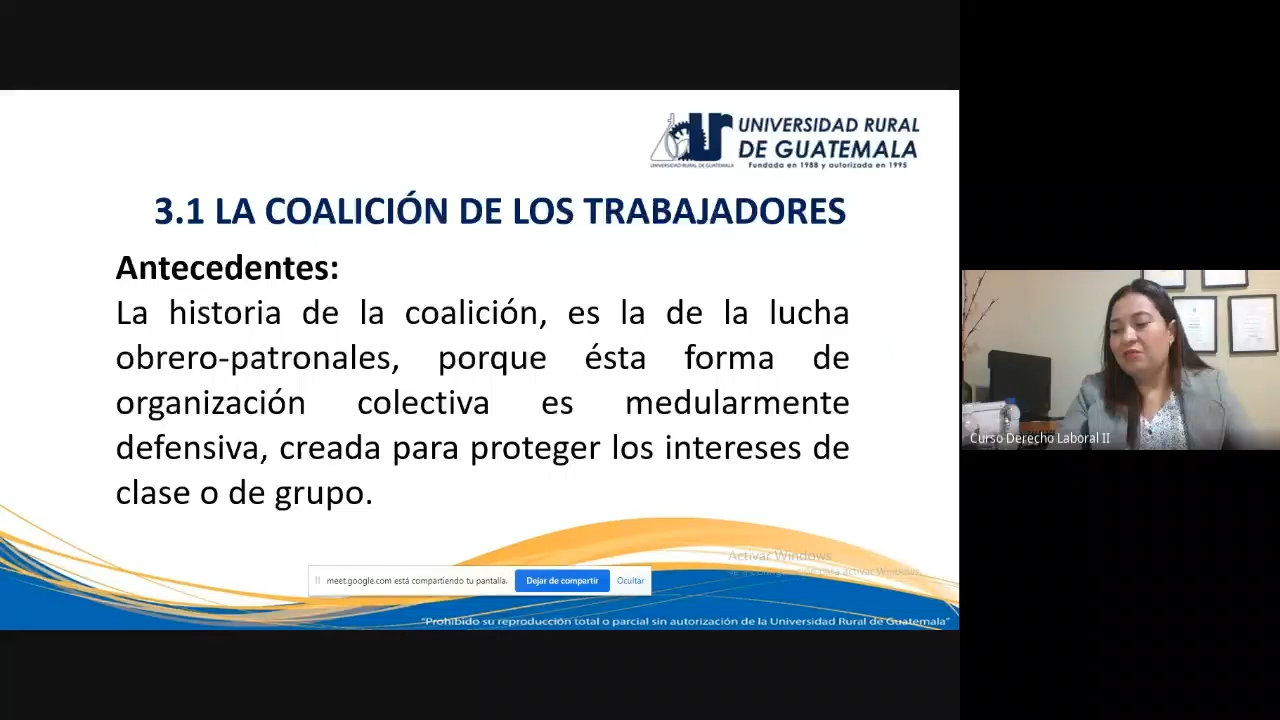 UNIVERSIDAD RURAL
DE GUATEMALA
Fundada en 1988 y autorizada en 1995
UNIVERSIDAD RURAL DE GUATEMALA
3.1 LA COALICIÓN DE LOS TRABAJADORES
Antecedentes:
La historia de la coalición, es la de la lucha
obrero-patronales, porque ésta forma de
organización colectiva es medularmente
defensiva, creada para proteger los intereses de
clase o de grupo.
Activar Windows
meet.google.com está compartiendo tu pantalla.
Dejar de compartir
Ocultar
"Prohibido su reproducción total o parcial sin autorización de la Universidad Rural de Guatemala"
Curso Derecho Laboral II